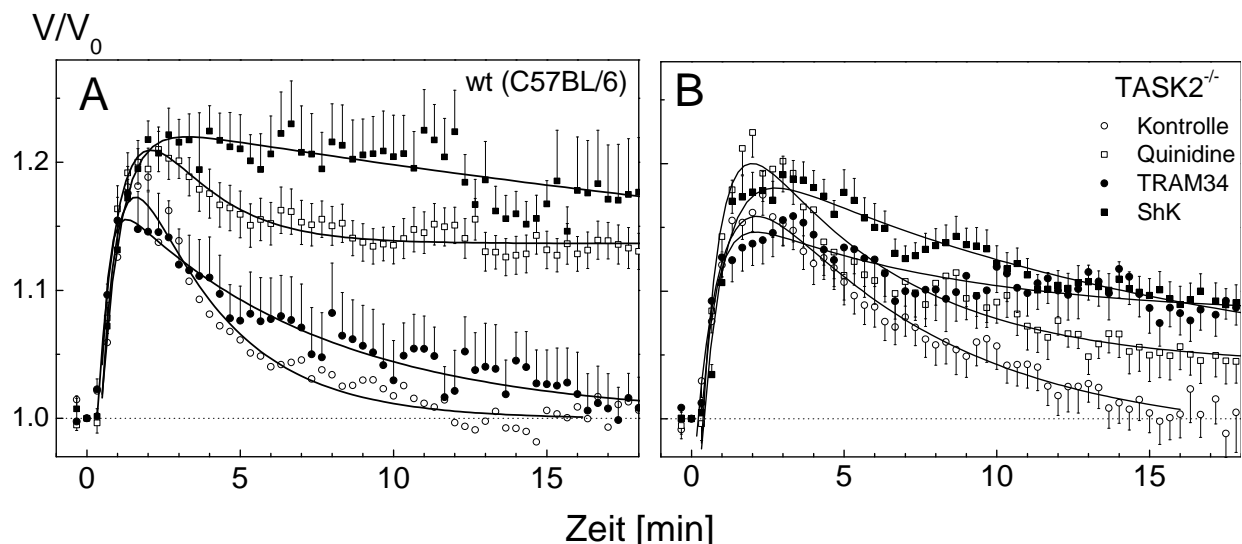 V/V0
A
wt (C57BL/6)
B
TASK2-/-
Kontrolle
Quinidine
TRAM34
ShK
1.2
1.1
1.0
0 5 10 15
0 5 10 15
Zeit [min]